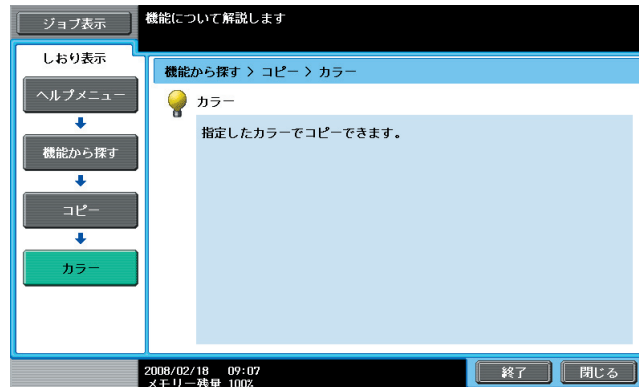 ジョブ表示
機能について解説します
しおり表示
機能から探す > コピー > カラー
ヘルプメニュー
カラー
指定したカラーでコピーできます。
機能から探す
コピー
カラー
2008/02/18 09:07
メモリー残量 100%
終了
閉じる